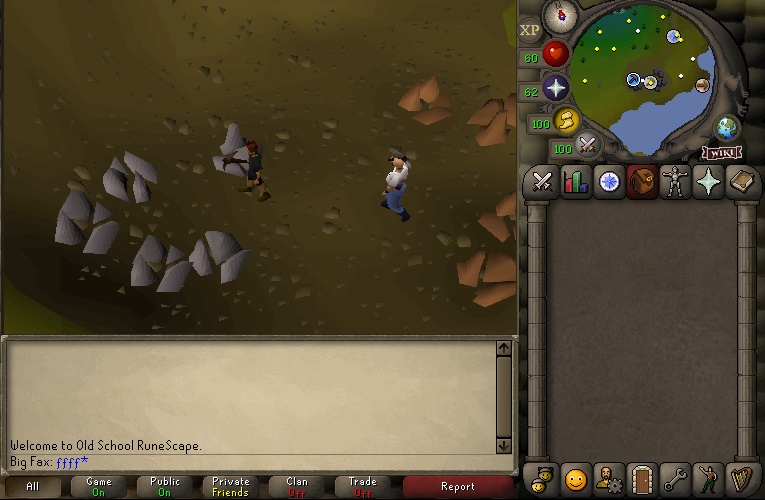 XP
60
62
100
100
WIKI
Welcome to Old School RuneScape.
Big Fax: ffff*
All
Game
On
Public
On
Private
Friends
Clan
Off
Trade
Off
Report